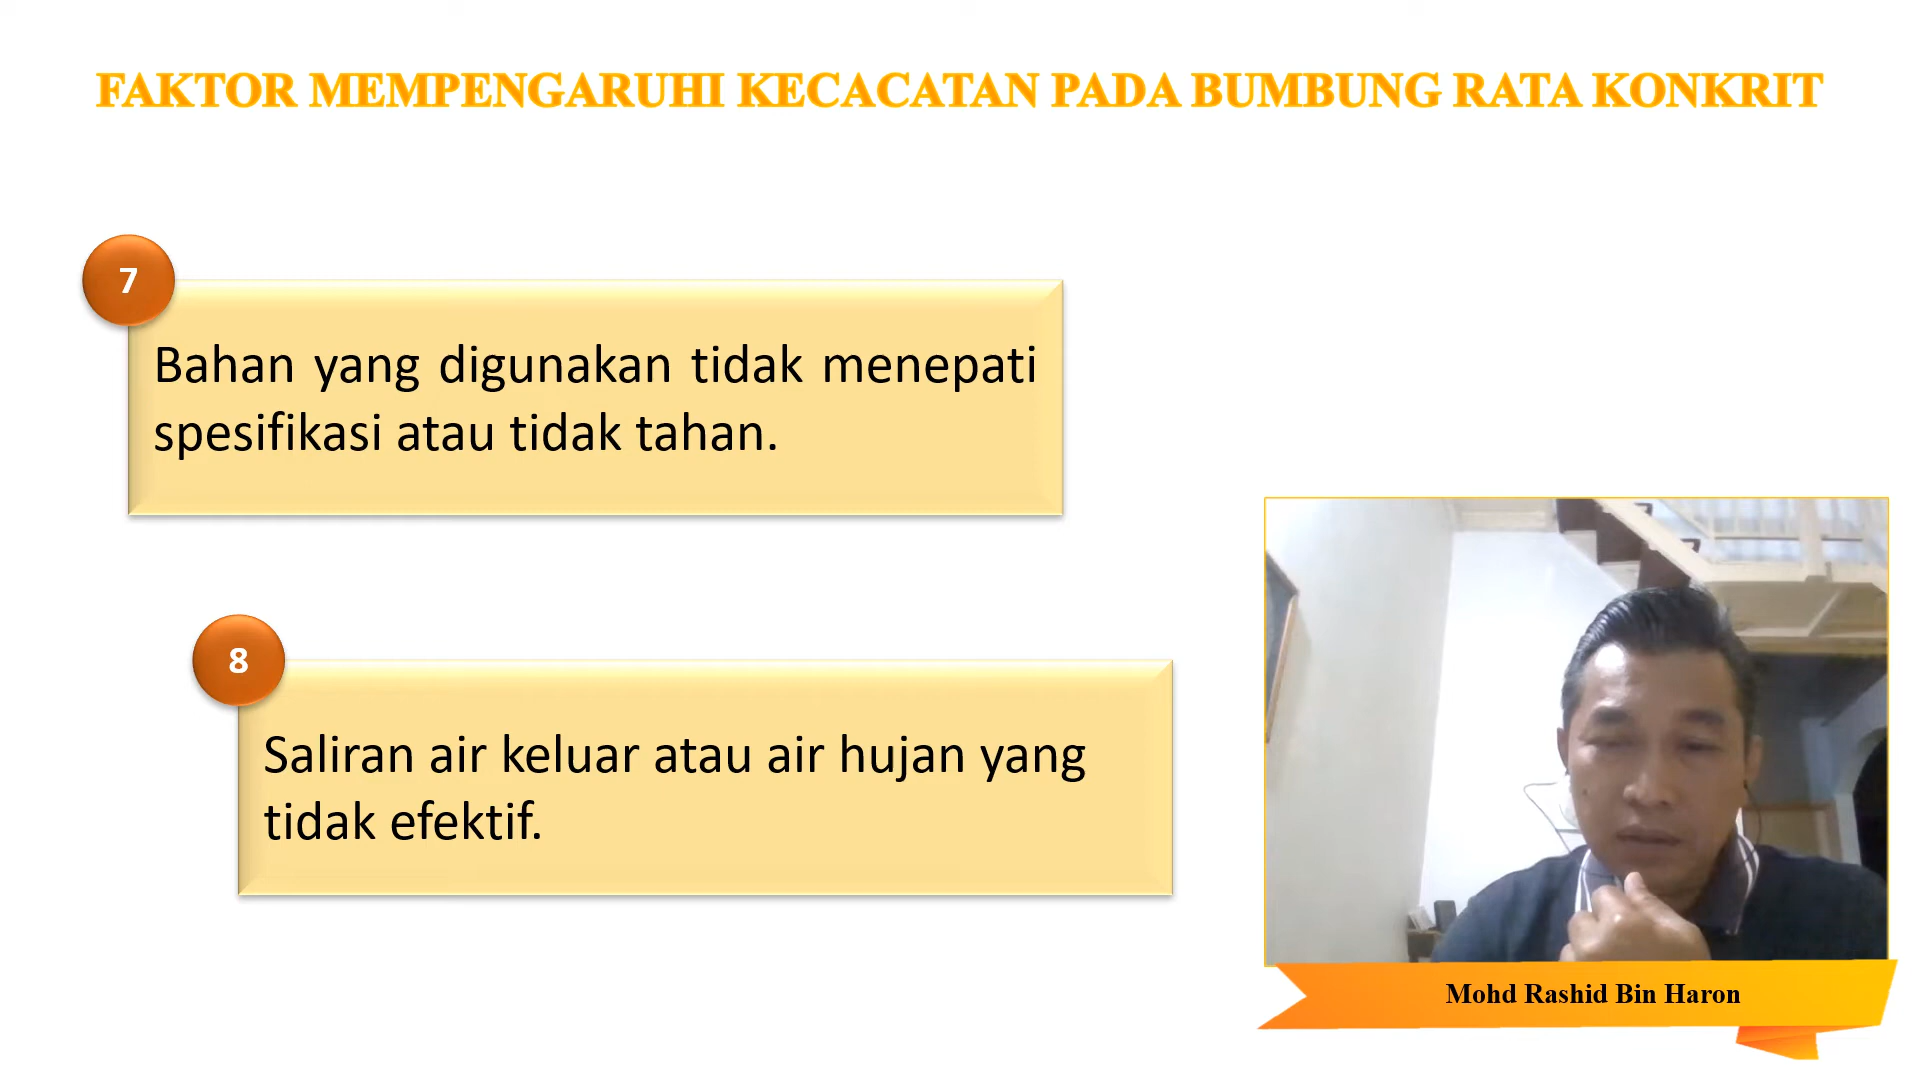 FAKTOR MEMPENGARUHI KECACATAN PADA BUMBUNG RATA KONKRIT
7
Bahan yang digunakan tidak menepati
spesifikasi atau tidak tahan.
8
Saliran air keluar atau air hujan yang
tidak efektif.
Mohd Rashid Bin Haron